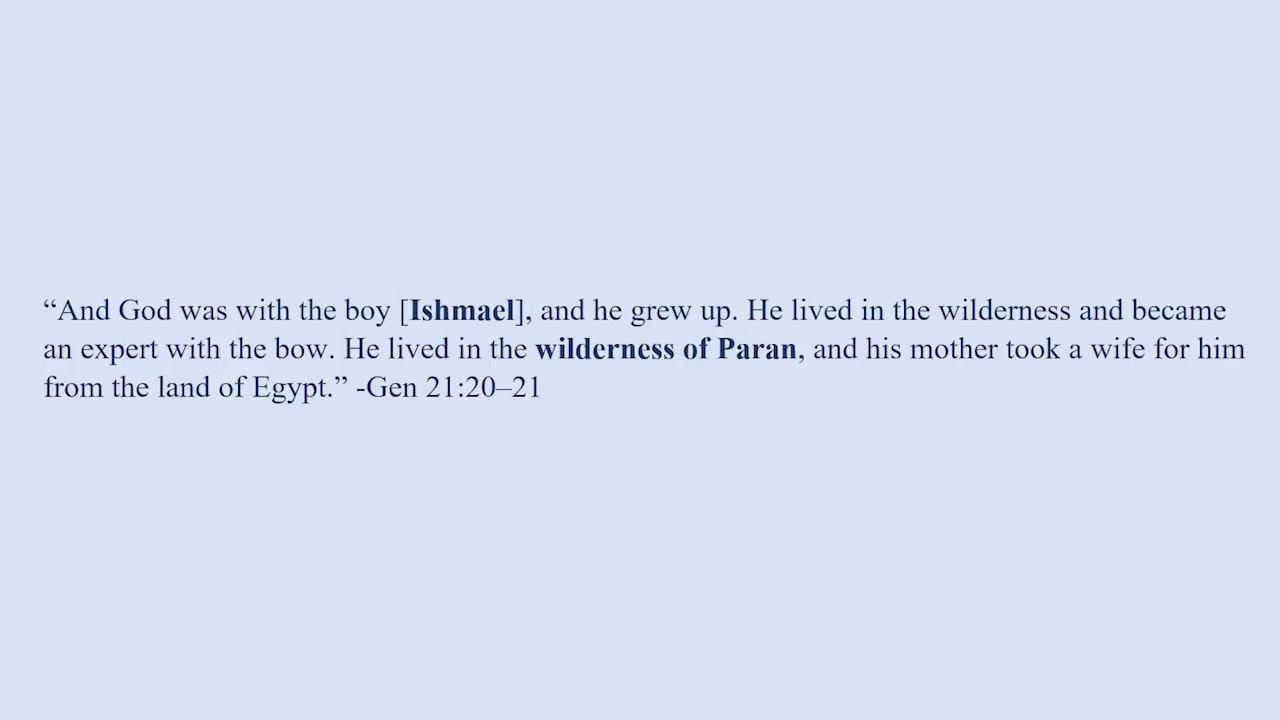 “And God was with the boy [Ishmael], and he grew up. He lived in the wilderness and became
an expert with the bow. He lived in the wilderness of Paran, and his mother took a wife for him
from the land of Egypt.” -Gen 21:20–21